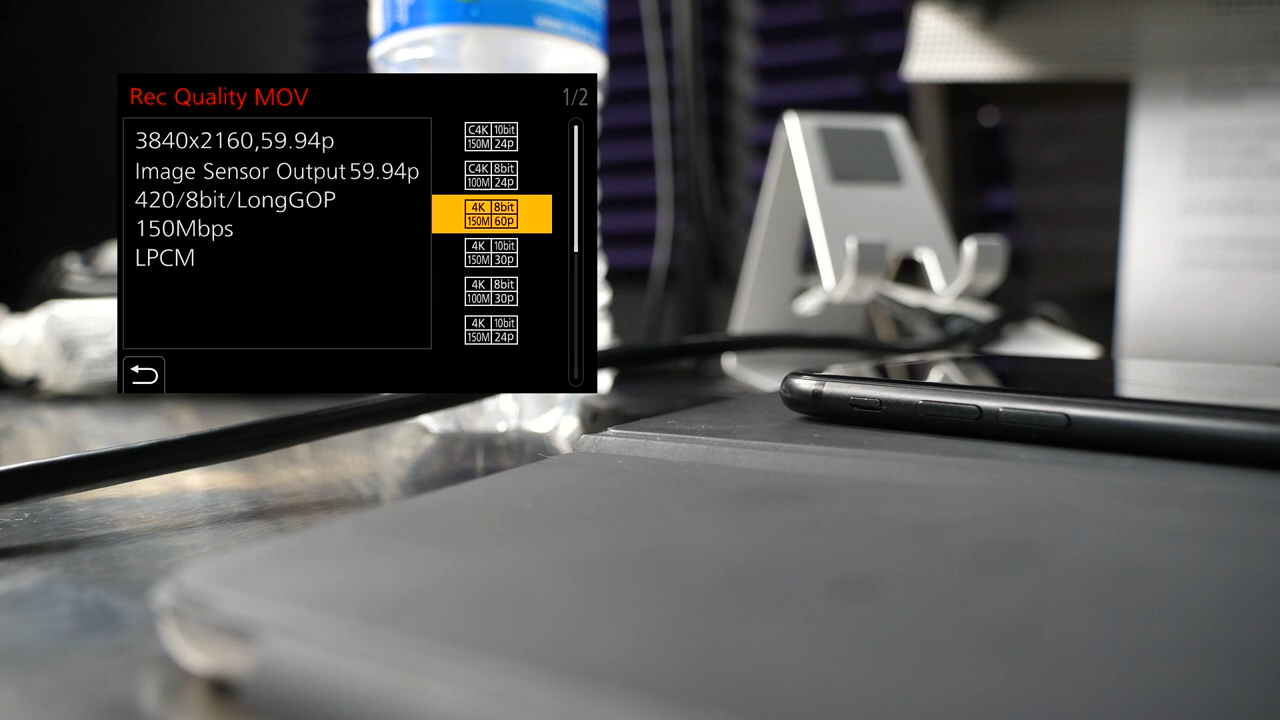 Rec Quality MOV
1/2
3840x2160,59.94p
Image Sensor Output 59.94p
420/8bit/LongGOP
150Mbps
LPCM
C4K 10bit
150M 24p
C4K 8bit
100M 24p
4K 8bit
150M 60p
4K 10bit
150M 30p
4K 8bit
100M 30p
4K 10bit
150M 24p